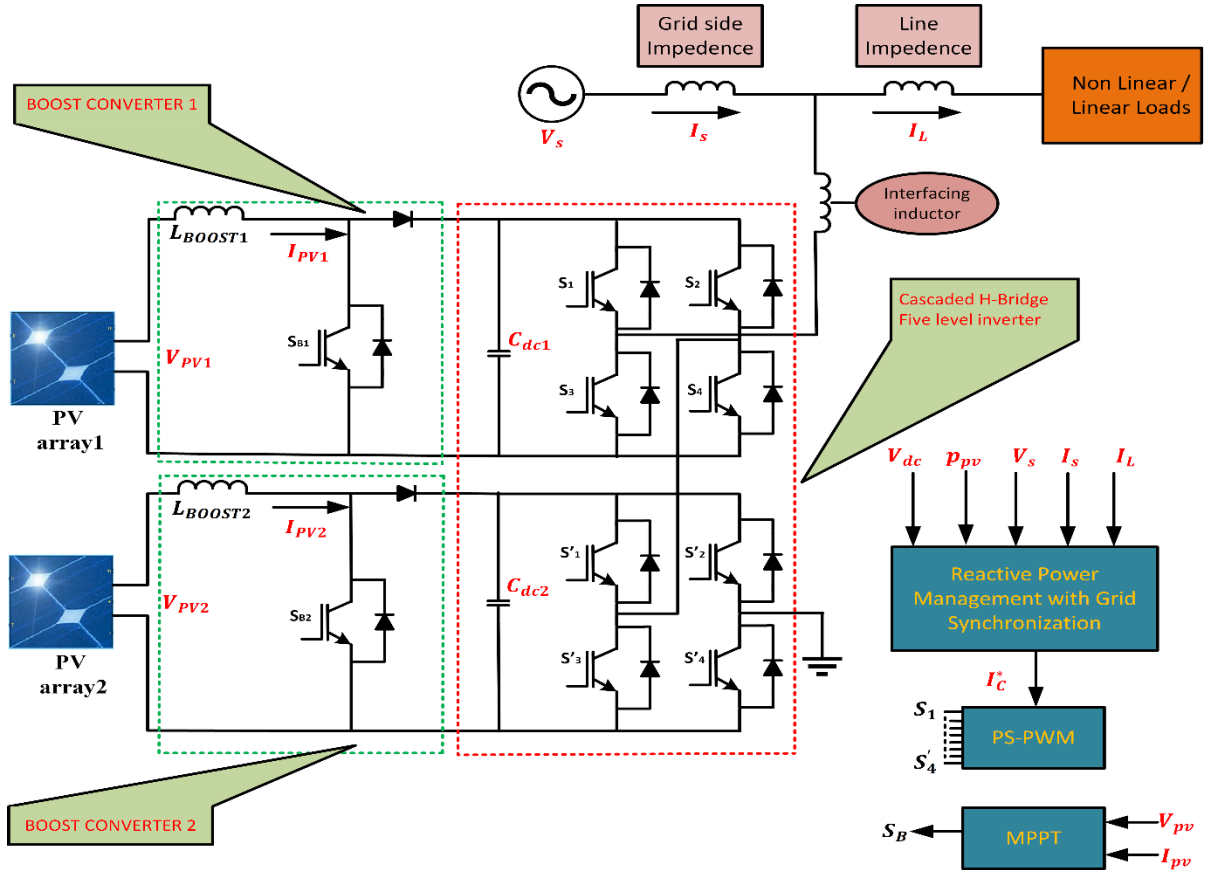 Grid side
Impedence
Line
Impedence
Non Linear /
Linear Loads
V_s
I_s
I_L
Interfacing
inductor
BOOST CONVERTER 1
L_BOOST1
I_PV1
V_PV1
S_B1
PV
array1
C_dc1
S_1
S_2
S_3
S_4
Cascaded H-Bridge
Five level inverter
L_BOOST2
I_PV2
V_PV2
S_B2
PV
array2
C_dc2
S'_1
S'_2
S'_3
S'_4
BOOST CONVERTER 2
V_dc
p_pv
V_s
I_s
I_L
Reactive Power
Management with Grid
Synchronization
I_C^*
S_1
S_4'
PS-PWM
S_B
MPPT
V_pv
I_pv